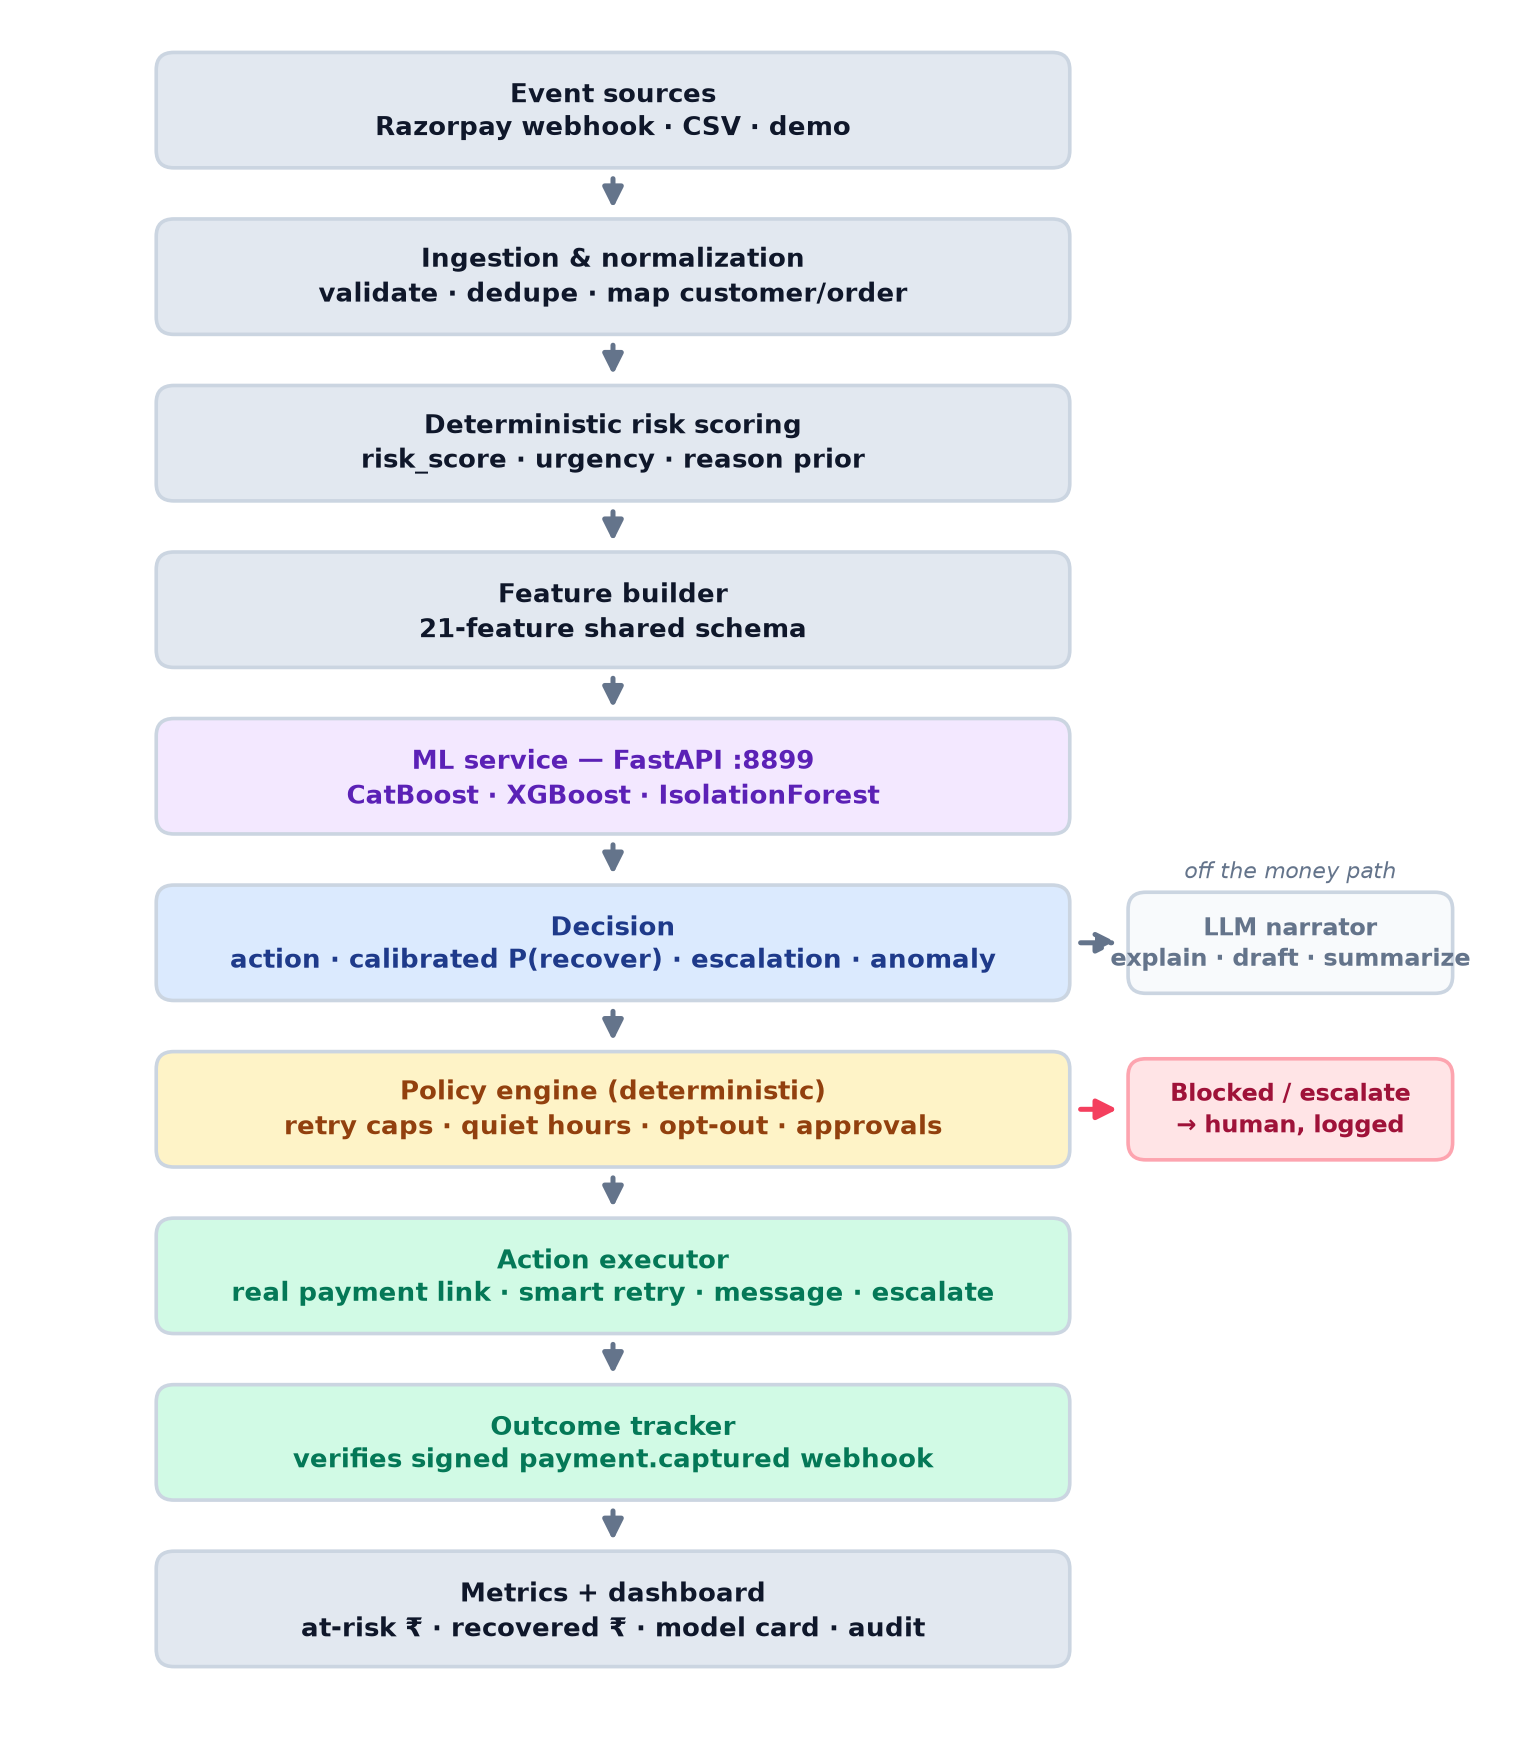 Event sources
Razorpay webhook · CSV · demo
Ingestion & normalization
validate · dedupe · map customer/order
Deterministic risk scoring
risk_score · urgency · reason prior
Feature builder
21-feature shared schema
ML service — FastAPI :8899
CatBoost · XGBoost · IsolationForest
Decision
action · calibrated P(recover) · escalation · anomaly
off the money path
LLM narrator
explain · draft · summarize
Policy engine (deterministic)
retry caps · quiet hours · opt-out · approvals
Blocked / escalate
→ human, logged
Action executor
real payment link · smart retry · message · escalate
Outcome tracker
verifies signed payment.captured webhook
Metrics + dashboard
at-risk ₹ · recovered ₹ · model card · audit